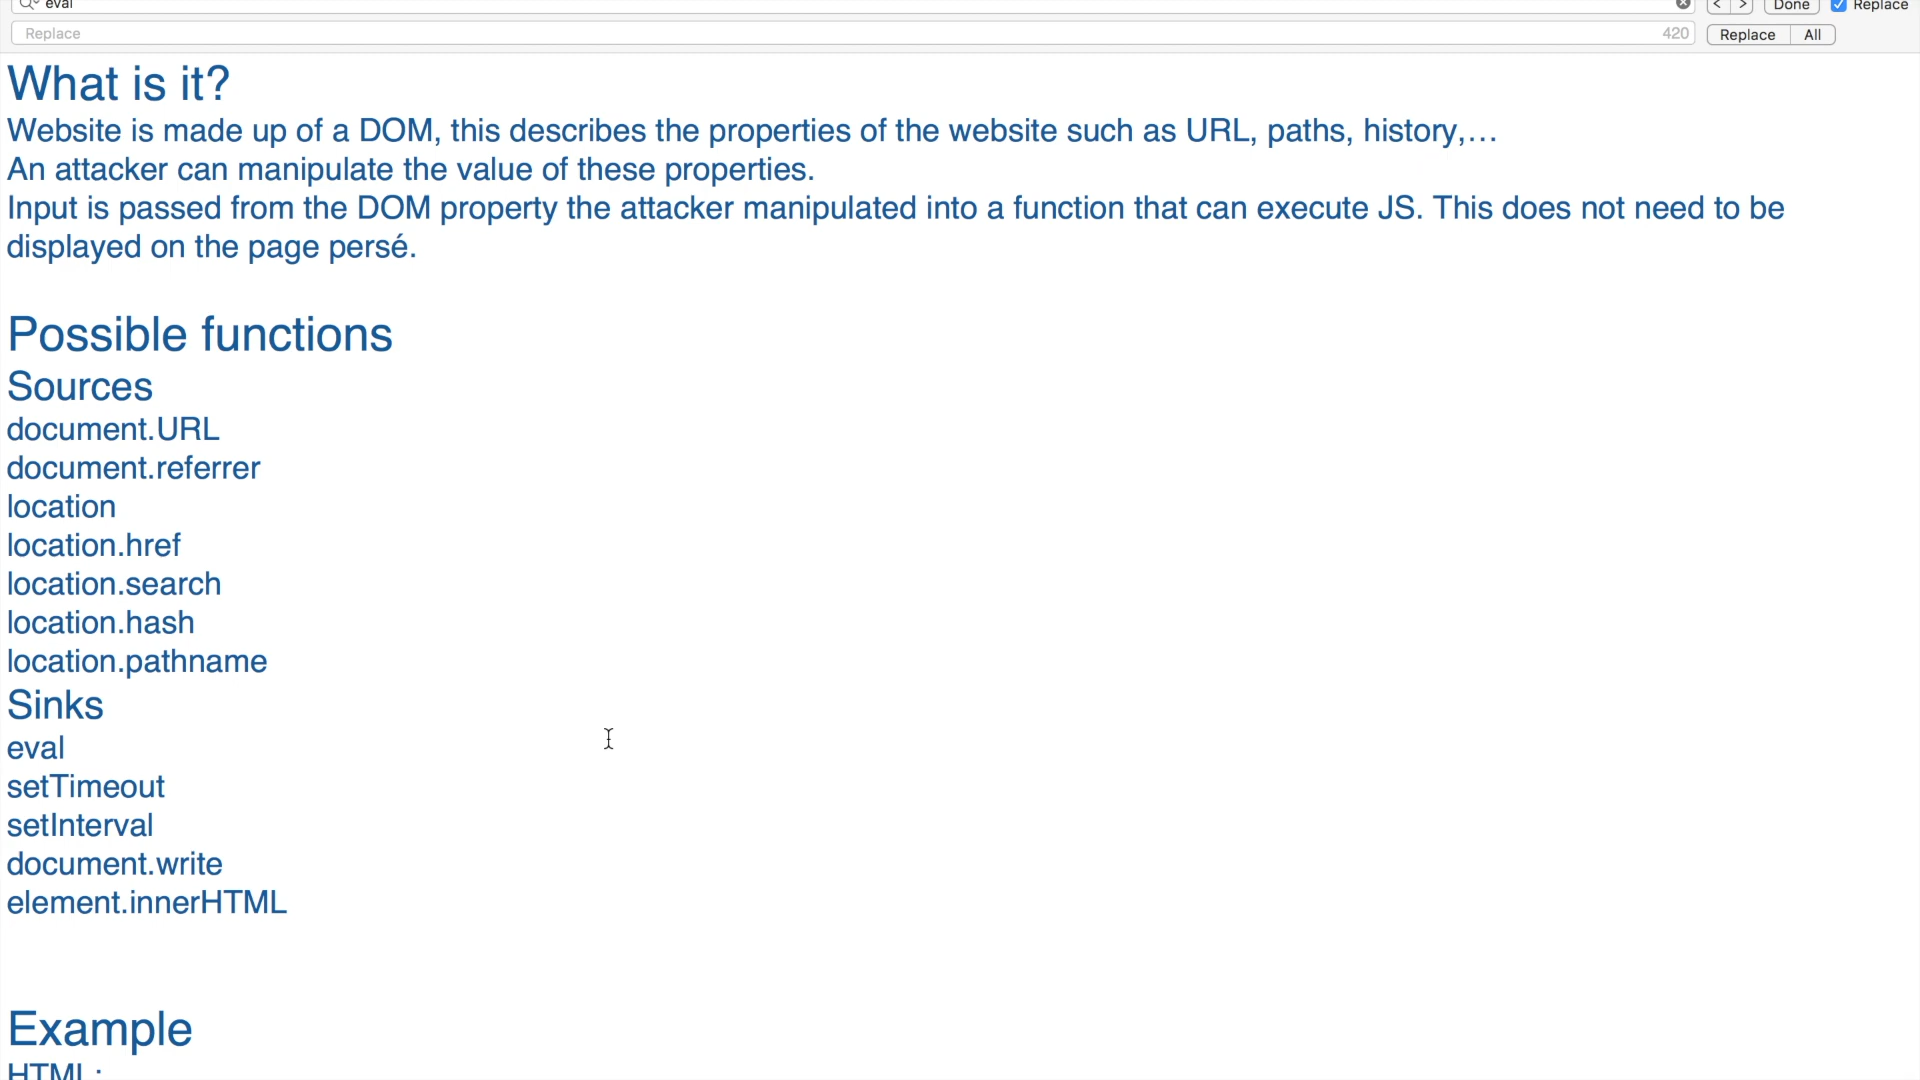 eval
Done
Replace
Replace
420
Replace
All
What is it?
Website is made up of a DOM, this describes the properties of the website such as URL, paths, history,…
An attacker can manipulate the value of these properties.
Input is passed from the DOM property the attacker manipulated into a function that can execute JS. This does not need to be
displayed on the page persé.
Possible functions
Sources
document.URL
document.referrer
location
location.href
location.search
location.hash
location.pathname
Sinks
eval
setTimeout
setInterval
document.write
element.innerHTML
Example
HTML: